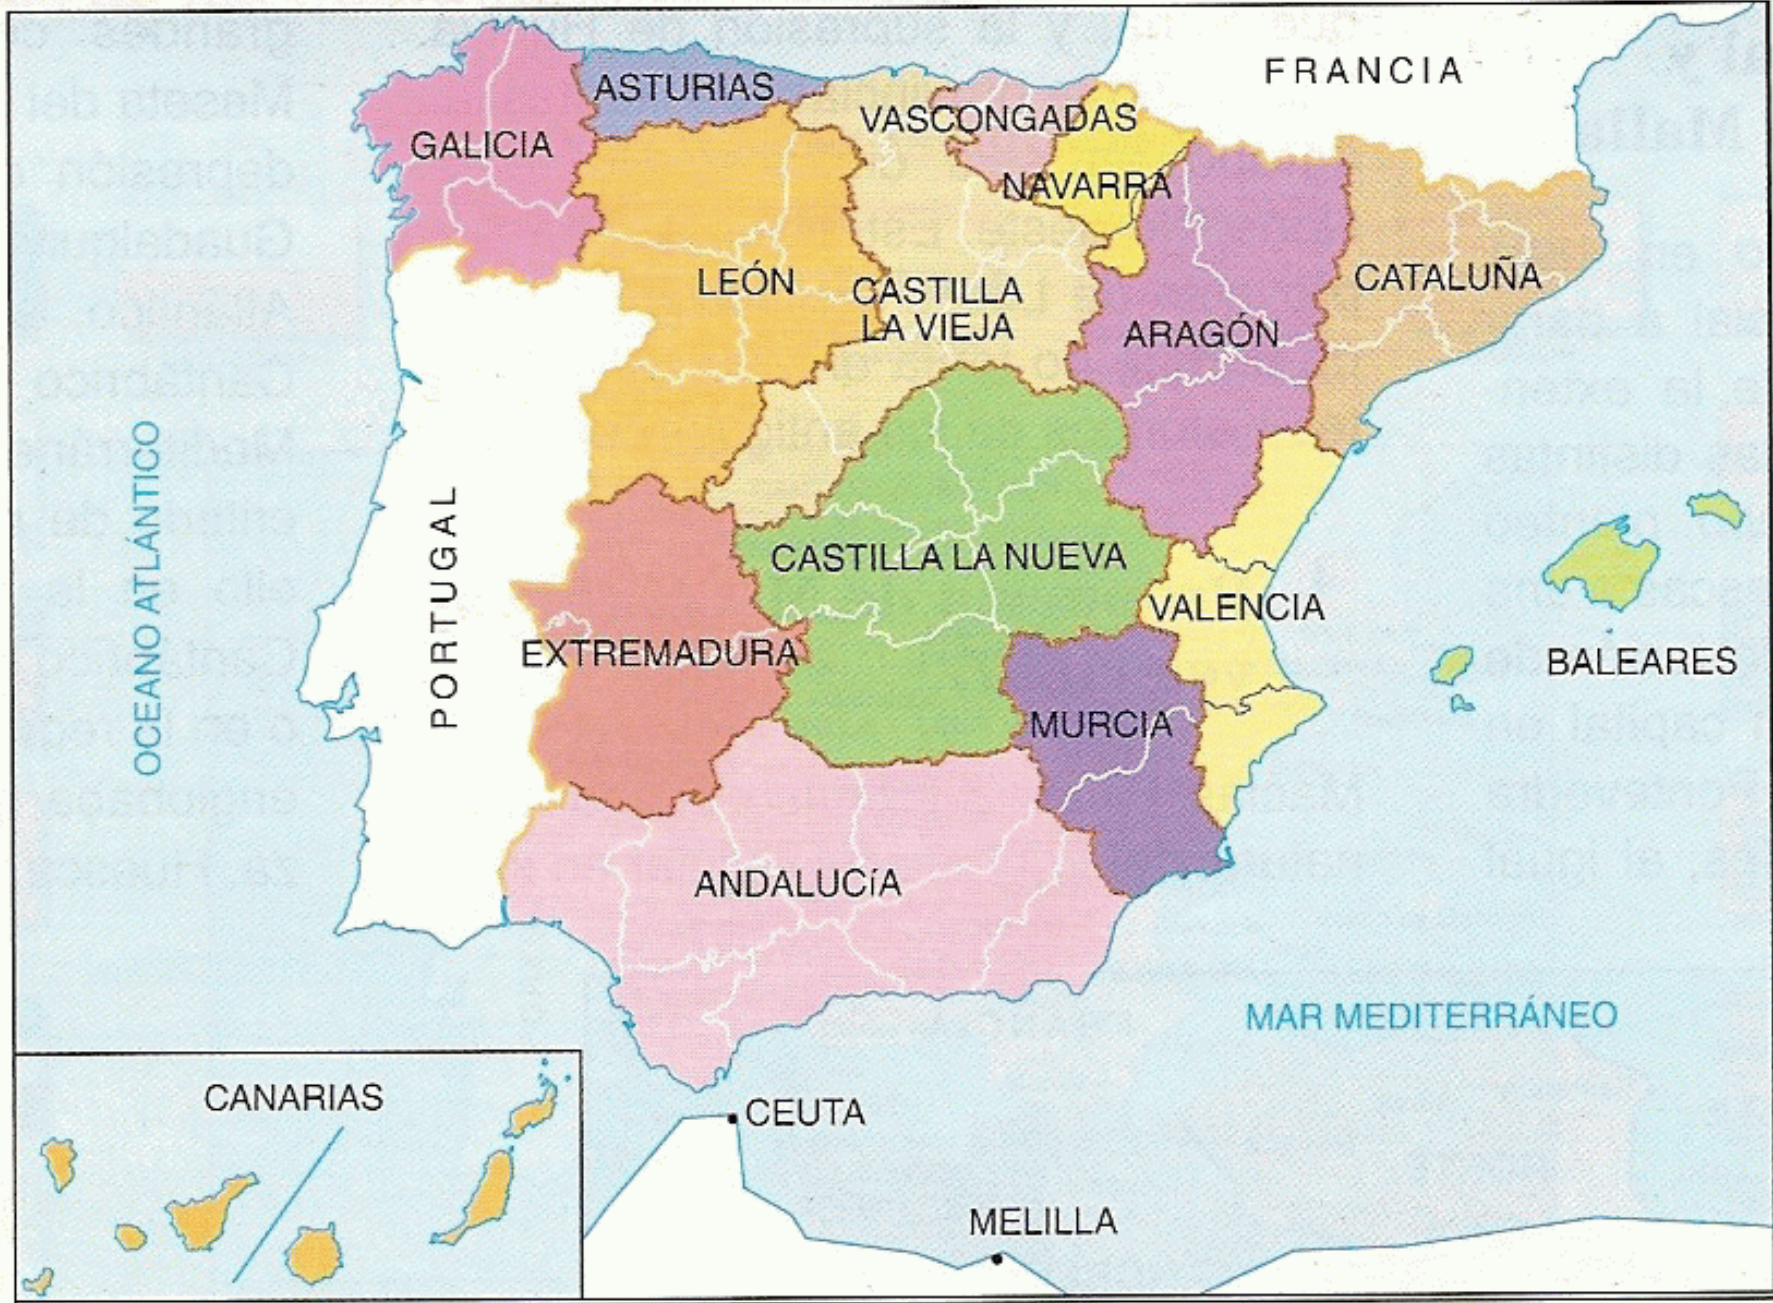 FRANCIA
ASTURIAS
VASCONGADAS
GALICIA
NAVARRA
LEÓN
CASTILLA
LA VIEJA
CATALUÑA
ARAGÓN
OCEANO ATLÁNTICO
PORTUGAL
CASTILLA LA NUEVA
VALENCIA
EXTREMADURA
BALEARES
MURCIA
ANDALUCíA
MAR MEDITERRÁNEO
CANARIAS
CEUTA
MELILLA